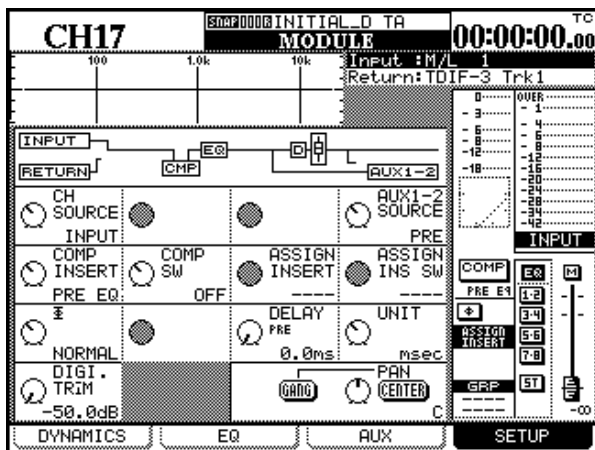 CH17
SNAP0000 INITIAL_D TA
MODULE
TC
00:00:00.00
100 1.0k 10k
Input :M/L 1
Return:TDIF-3 Trk1
INPUT
RETURN
CMP
EQ
D
AUX1-2
CH SOURCE
INPUT
AUX1-2 SOURCE
PRE
COMP INSERT
PRE EQ
COMP SW
OFF
ASSIGN INSERT
----
ASSIGN INS SW
----
Φ
NORMAL
DELAY
PRE
0.0ms
UNIT
msec
DIGI. TRIM
-50.0dB
GANG
PAN
CENTER
C
0
- 3
- 6
- 8
-12
-18
OVER
- 1
- 4
- 6
- 8
-12
-16
-20
-24
-28
-34
-42
INPUT
COMP
PRE EQ
Φ
ASSIGN INSERT
GRP
----
----
EQ
1-2
3-4
5-6
7-8
ST
M
-∞
DYNAMICS
EQ
AUX
SETUP